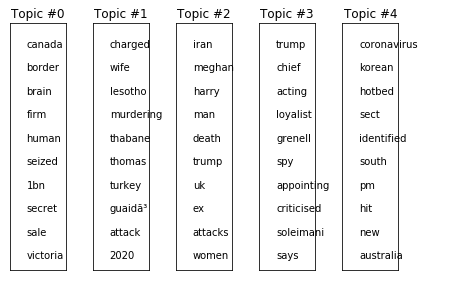 Topic #0 Topic #1 Topic #2 Topic #3 Topic #4
canada charged iran trump coronavirus
border wife meghan chief korean
brain lesotho harry acting hotbed
firm murdering man loyalist sect
human thabane death grenell identified
seized thomas trump spy south
1bn turkey uk appointing pm
secret guaidã³ ex criticised hit
sale attack attacks soleimani new
victoria 2020 women says australia